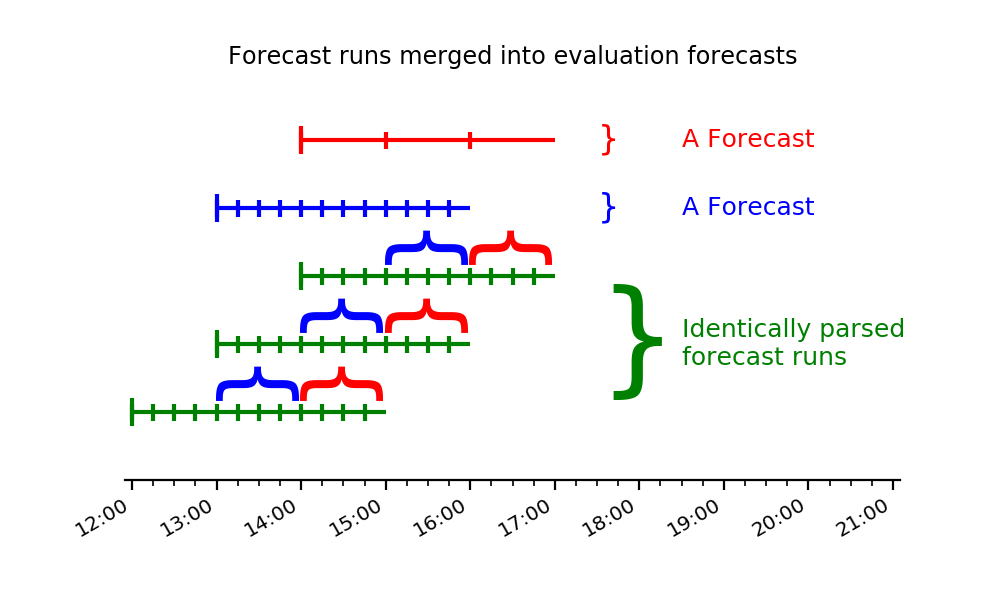 Forecast runs merged into evaluation forecasts
} A Forecast
} A Forecast
} Identically parsed
forecast runs
12:00 13:00 14:00 15:00 16:00 17:00 18:00 19:00 20:00 21:00